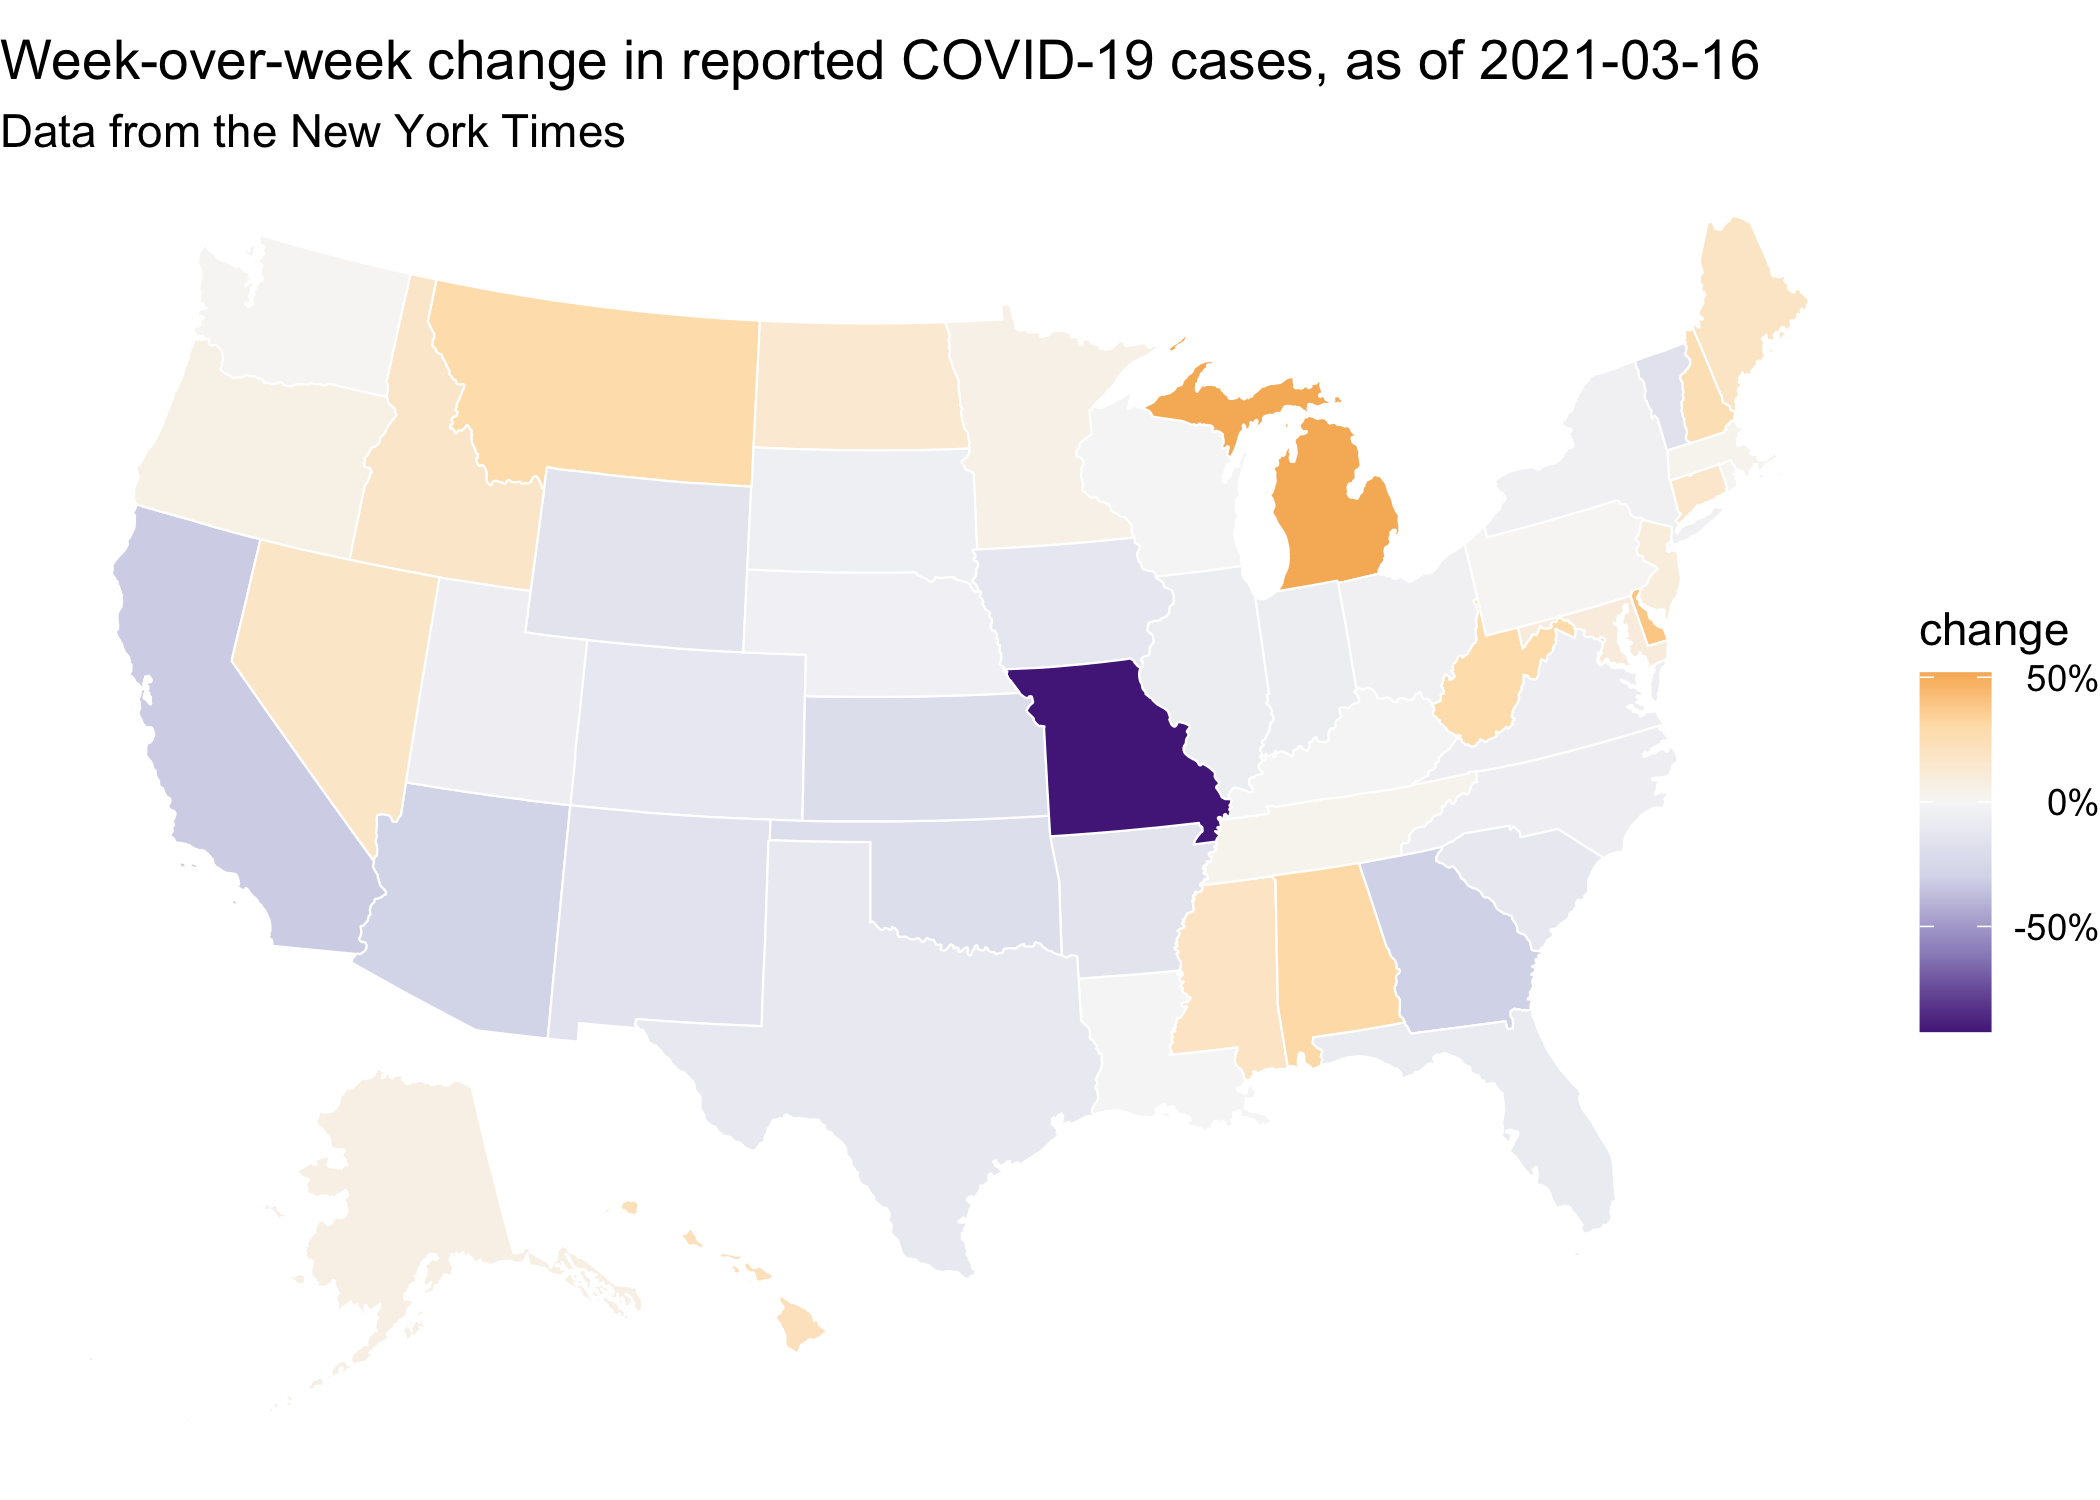 Week-over-week change in reported COVID-19 cases, as of 2021-03-16
Data from the New York Times
change
50%
0%
-50%